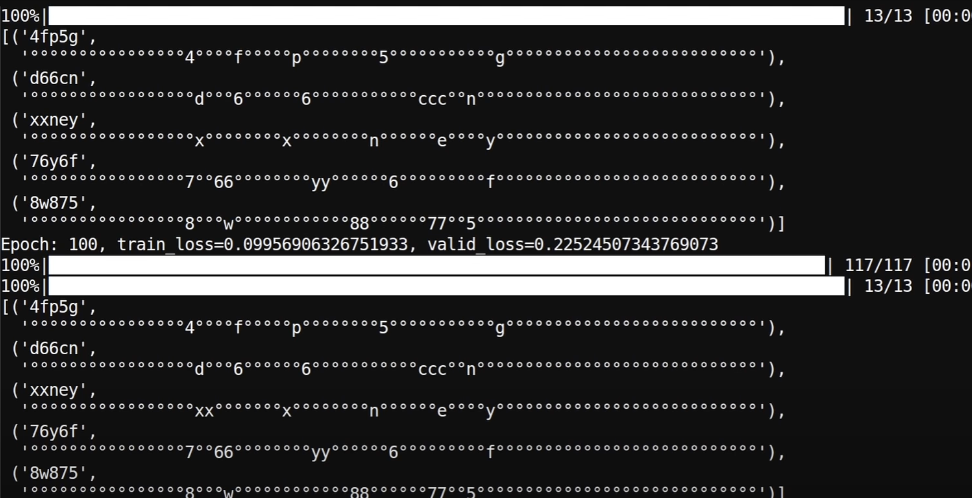 100%| | 13/13 [00:0
[('4fp5g',
  '°°°°°°°°°°°°°°°°4°°°°f°°°°°p°°°°°°°°5°°°°°°°°°°°g°°°°°°°°°°°°°°°°°°°°°°°°°°'),
 ('d66cn',
  '°°°°°°°°°°°°°°°°°d°°°6°°°°°°6°°°°°°°°°°°ccc°°n°°°°°°°°°°°°°°°°°°°°°°°°°°°°°'),
 ('xxney',
  '°°°°°°°°°°°°°°°°°x°°°°°°°°x°°°°°°°°n°°°°°°e°°°°y°°°°°°°°°°°°°°°°°°°°°°°°°°°'),
 ('76y6f',
  '°°°°°°°°°°°°°°°°7°°66°°°°°°°°yy°°°°°°6°°°°°°°°°f°°°°°°°°°°°°°°°°°°°°°°°°°°°'),
 ('8w875',
  '°°°°°°°°°°°°°°°°8°°°w°°°°°°°°°°°°88°°°°°°77°°5°°°°°°°°°°°°°°°°°°°°°°°°°°°°°')]
Epoch: 100, train_loss=0.09956906326751933, valid_loss=0.22524507343769073
100%| | 117/117 [00:0
100%| | 13/13 [00:0
[('4fp5g',
  '°°°°°°°°°°°°°°°°4°°°°f°°°°°p°°°°°°°°5°°°°°°°°°°°g°°°°°°°°°°°°°°°°°°°°°°°°°°'),
 ('d66cn',
  '°°°°°°°°°°°°°°°°°d°°°6°°°°°°6°°°°°°°°°°°ccc°°n°°°°°°°°°°°°°°°°°°°°°°°°°°°°°'),
 ('xxney',
  '°°°°°°°°°°°°°°°°°xx°°°°°°°x°°°°°°°°n°°°°°°e°°°°y°°°°°°°°°°°°°°°°°°°°°°°°°°°'),
 ('76y6f',
  '°°°°°°°°°°°°°°°°7°°66°°°°°°°°yy°°°°°°6°°°°°°°°°f°°°°°°°°°°°°°°°°°°°°°°°°°°°'),
 ('8w875',
  '°°°°°°°°°°°°°°°°8°°°w°°°°°°°°°°°°88°°°°°°77°°5°°°°°°°°°°°°°°°°°°°°°°°°°°°°°')]